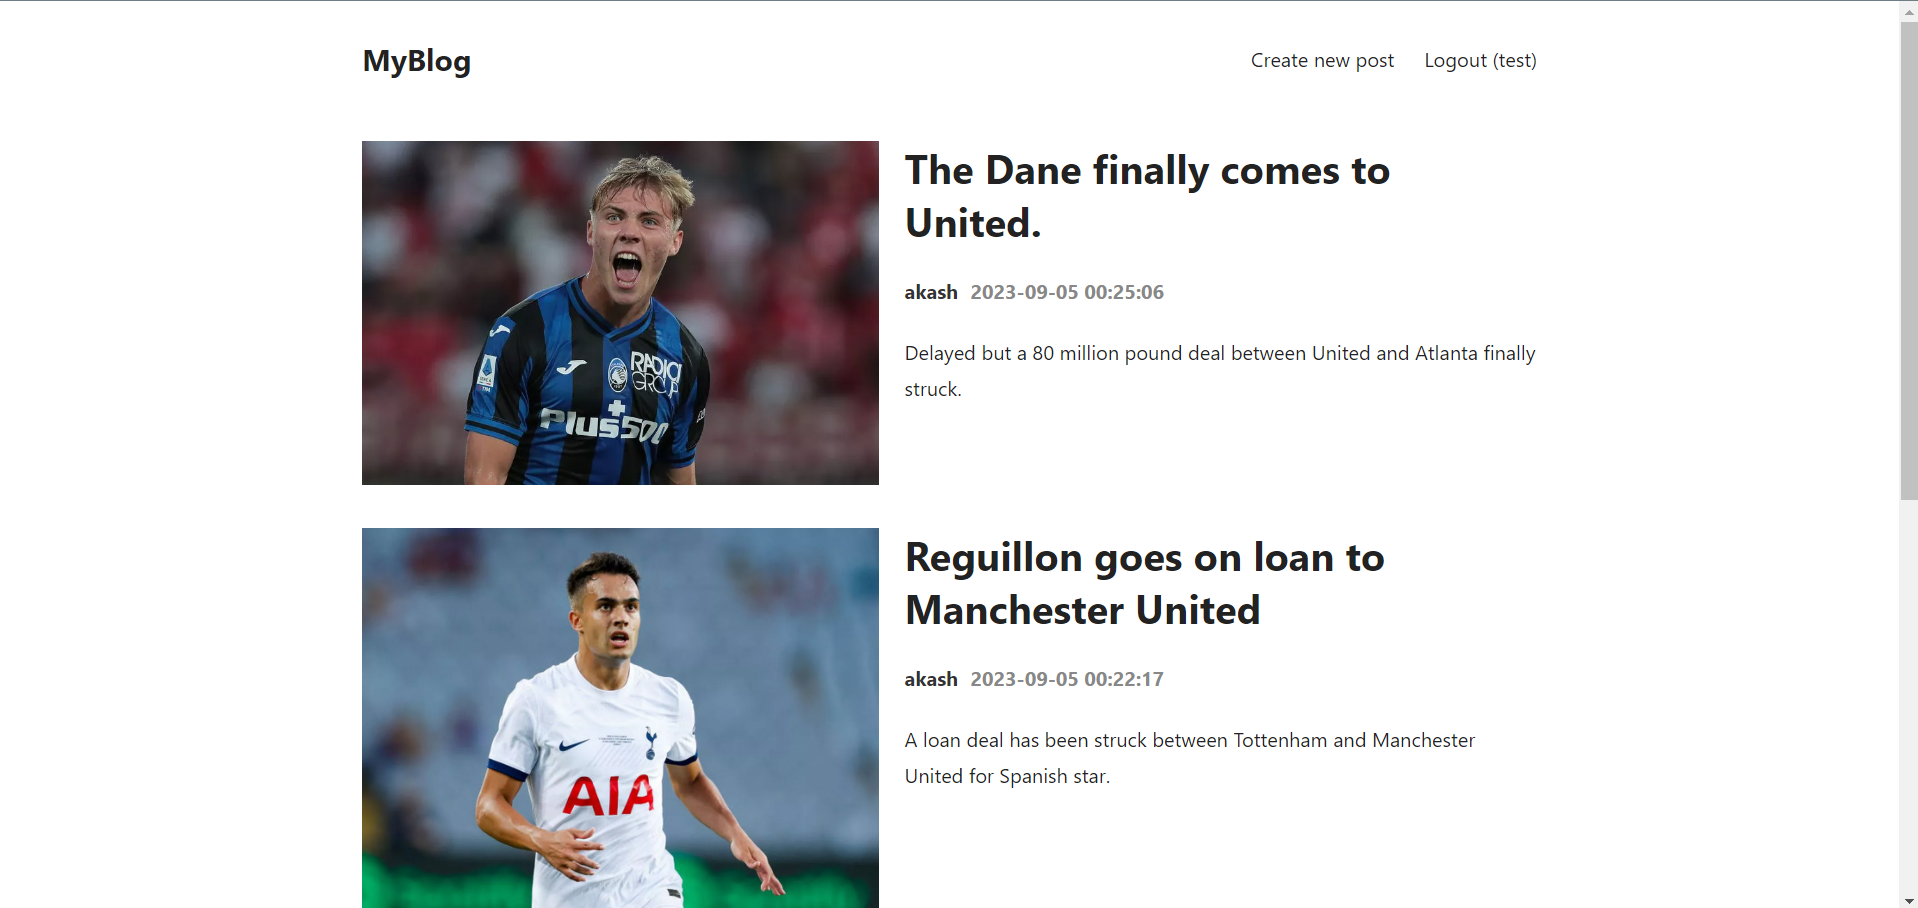 MyBlog
Create new post
Logout (test)
The Dane finally comes to
United.
akash 2023-09-05 00:25:06
Delayed but a 80 million pound deal between United and Atlanta finally
struck.
RADICI
GROUP
Plus500
Reguillon goes on loan to
Manchester United
akash 2023-09-05 00:22:17
A loan deal has been struck between Tottenham and Manchester
United for Spanish star.
AIA